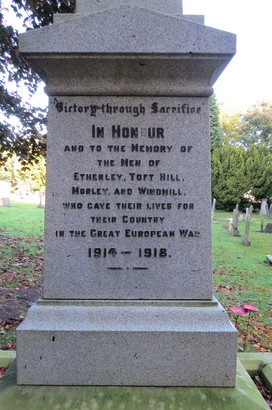 Victory through Sacrifice
In Honour
and to the Memory of
the Men of
Etherley, Toft Hill,
Morley, and Windmill,
who gave their lives for
their Country
in the Great European War
1914 – 1918.